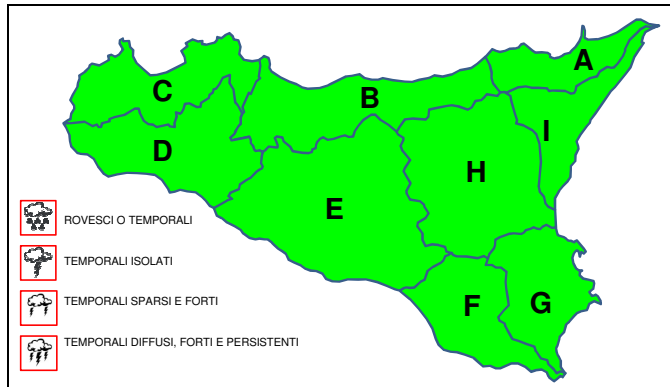 A
C
B
I
D
H
E
ROVESCI O TEMPORALI
TEMPORALI ISOLATI
TEMPORALI SPARSI E FORTI
F
G
TEMPORALI DIFFUSI, FORTI E PERSISTENTI